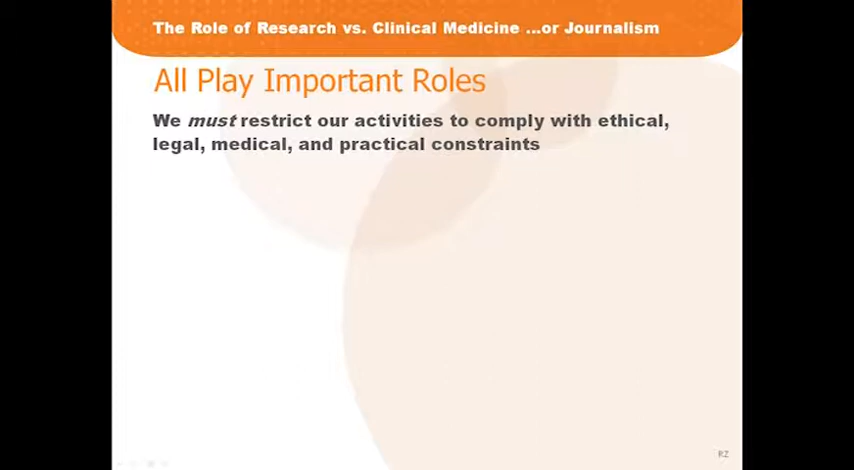 The Role of Research vs. Clinical Medicine ...or Journalism
All Play Important Roles
We must restrict our activities to comply with ethical,
legal, medical, and practical constraints
R2